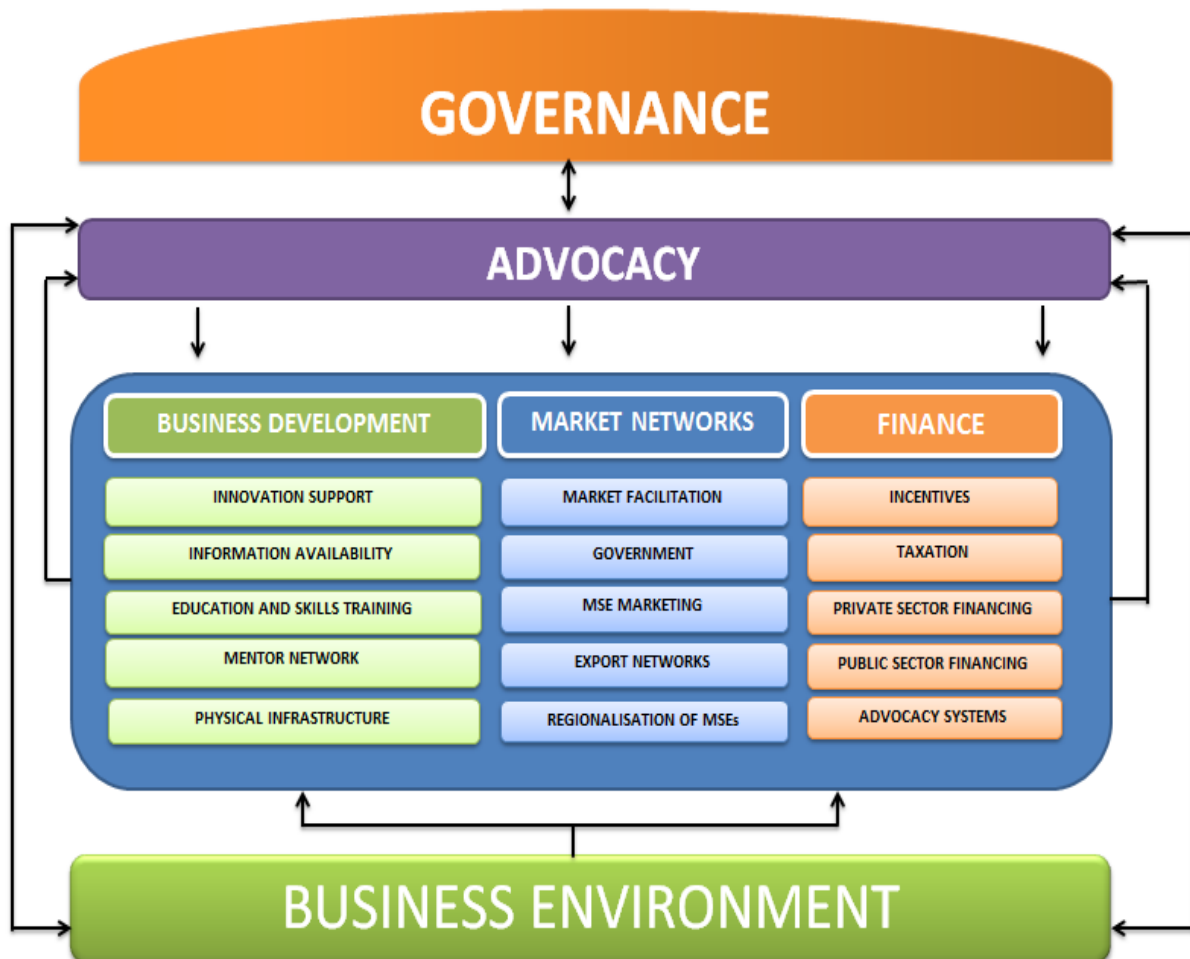 GOVERNANCE
ADVOCACY
BUSINESS DEVELOPMENT
INNOVATION SUPPORT
INFORMATION AVAILABILITY
EDUCATION AND SKILLS TRAINING
MENTOR NETWORK
PHYSICAL INFRASTRUCTURE
MARKET NETWORKS
MARKET FACILITATION
GOVERNMENT
MSE MARKETING
EXPORT NETWORKS
REGIONALISATION OF MSEs
FINANCE
INCENTIVES
TAXATION
PRIVATE SECTOR FINANCING
PUBLIC SECTOR FINANCING
ADVOCACY SYSTEMS
BUSINESS ENVIRONMENT